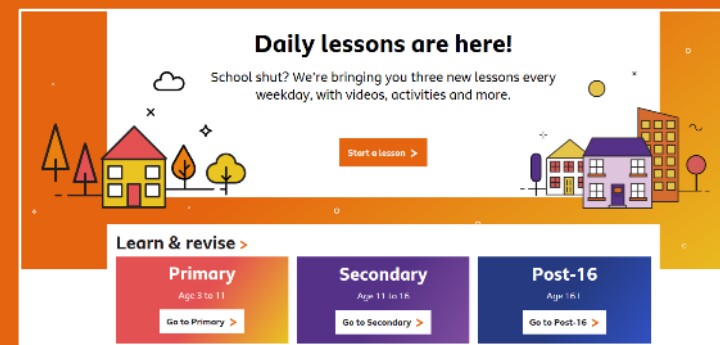 Daily lessons are here!
School shut? We're bringing you three new lessons every
weekday, with videos, activities and more.
Start a lesson >
Learn & revise >
Primary
Secondary
Post-16
Age 3 to 11
Age 11 to 16
Age 16+
Go to Primary >
Go to Secondary >
Go to Post-16 >